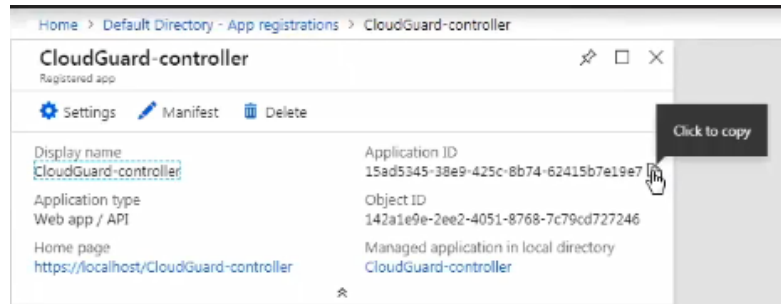 Home > Default Directory - App registrations > CloudGuard-controller
CloudGuard-controller
Registered app
Settings Manifest Delete
Click to copy
Display name
CloudGuard-controller
Application ID
15ad5345-38e9-425c-8b74-62415b7e19e7
Application type
Web app / API
Object ID
142a1e9e-2ee2-4051-8768-7c79cd727246
Home page
https://localhost/CloudGuard-controller
Managed application in local directory
CloudGuard-controller